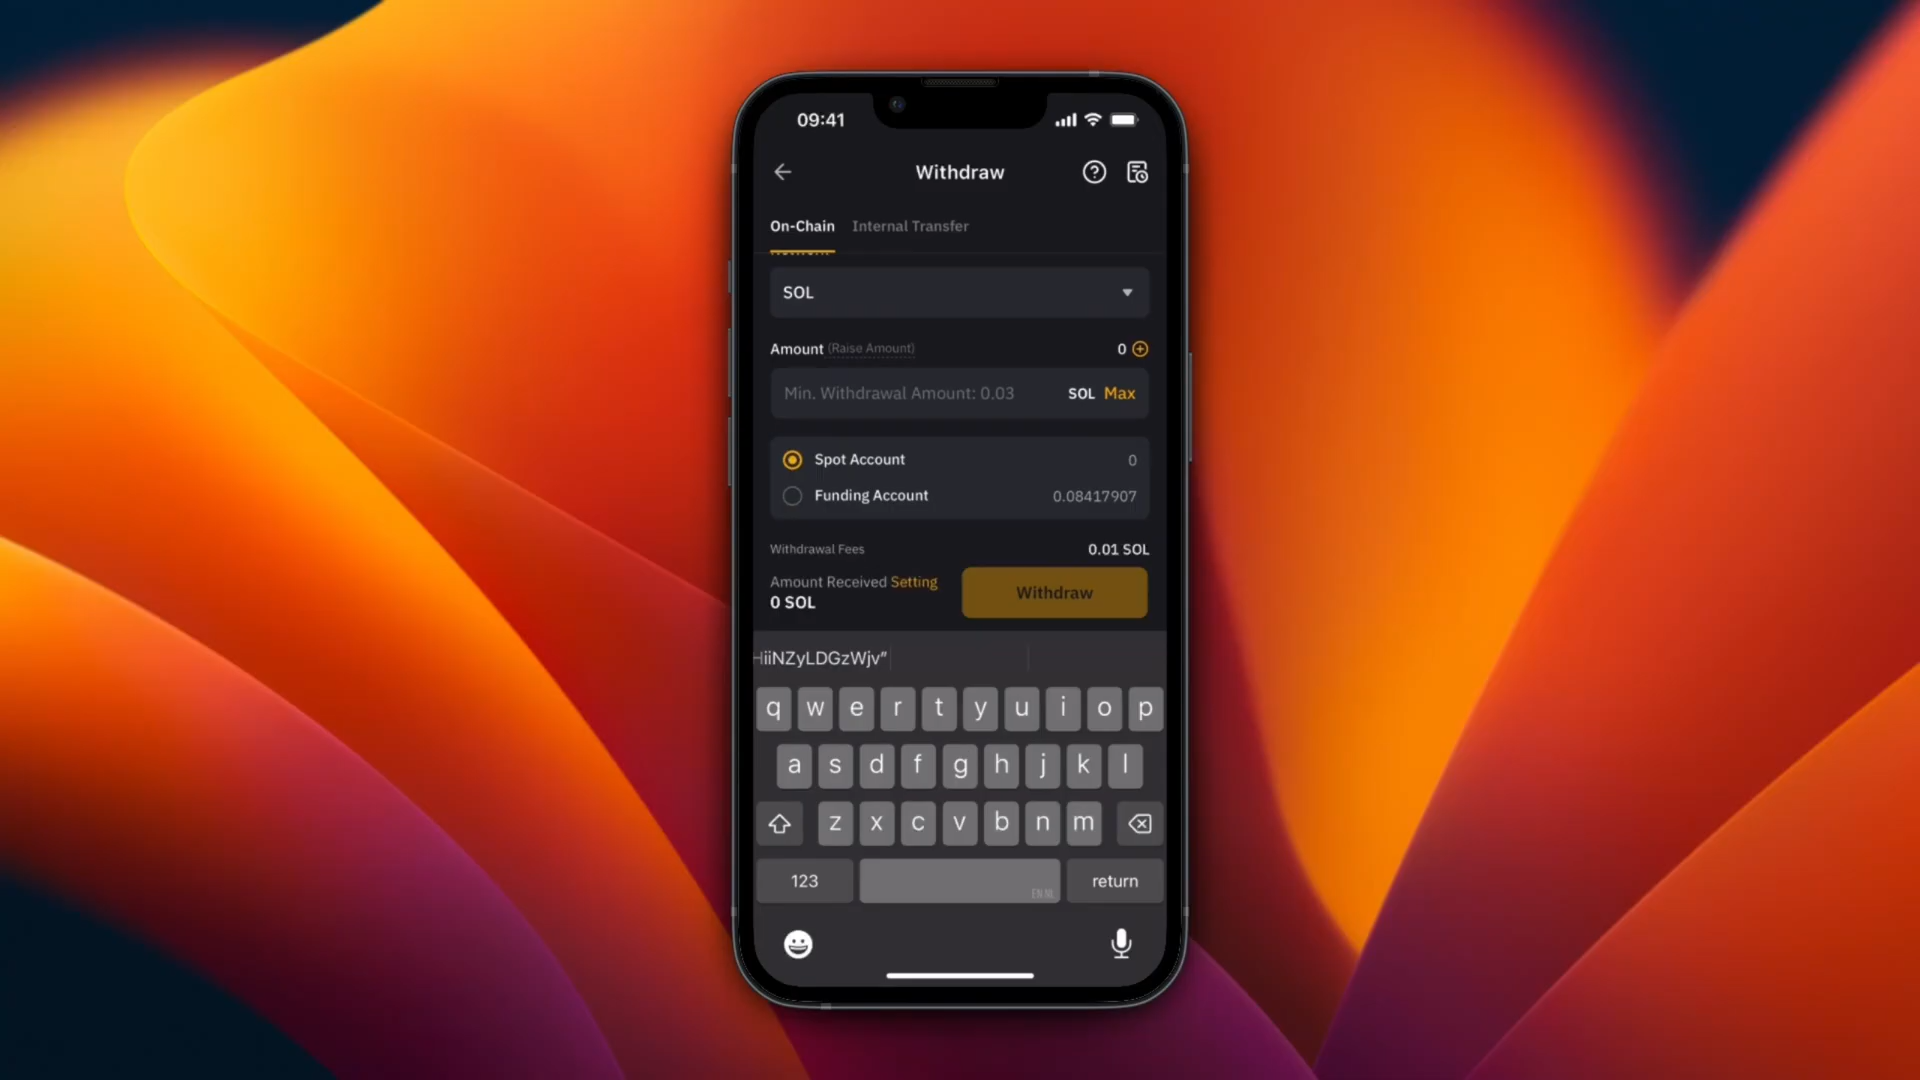 09:41
Withdraw
On-Chain Internal Transfer
SOL
Amount (Raise Amount) 0
Min. Withdrawal Amount: 0.03 SOL Max
Spot Account 0
Funding Account 0.08417907
Withdrawal Fees 0.01 SOL
Amount Received Setting
0 SOL
Withdraw
HiiNZyLDGzWjv"
q w e r t y u i o p
a s d f g h j k l
z x c v b n m
123 EN NL return